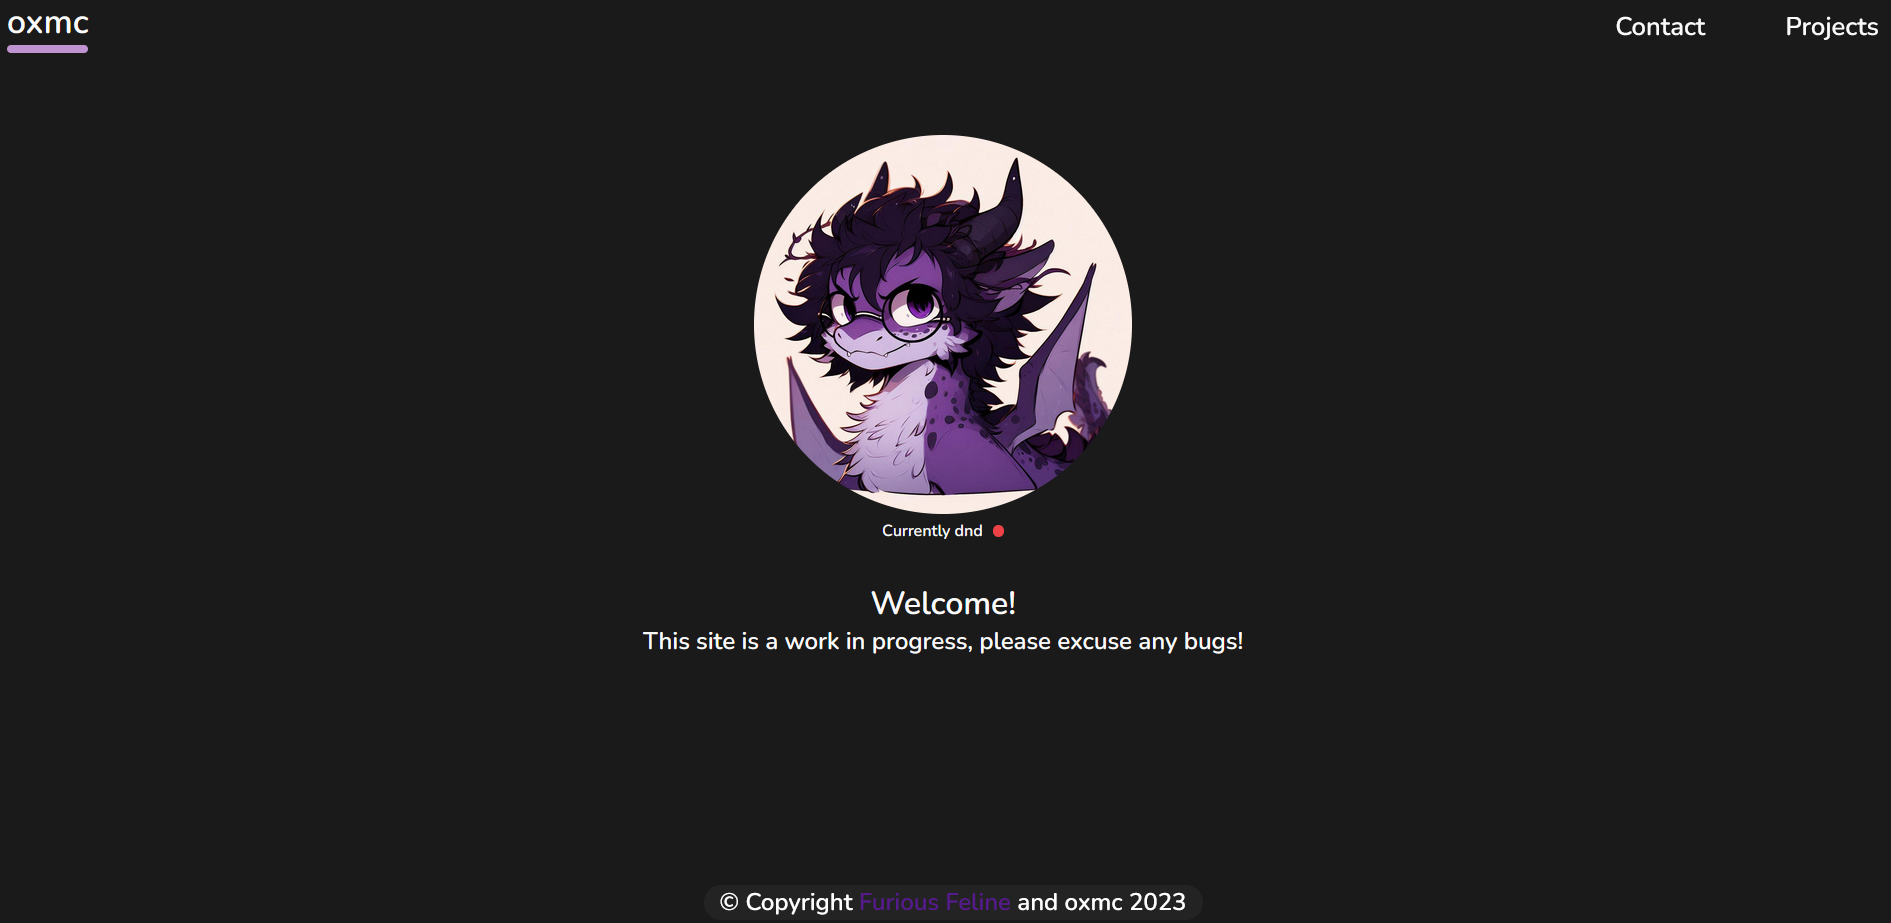 oxmc
Contact
Projects
Currently dnd
Welcome!
This site is a work in progress, please excuse any bugs!
© Copyright Furious Feline and oxmc 2023